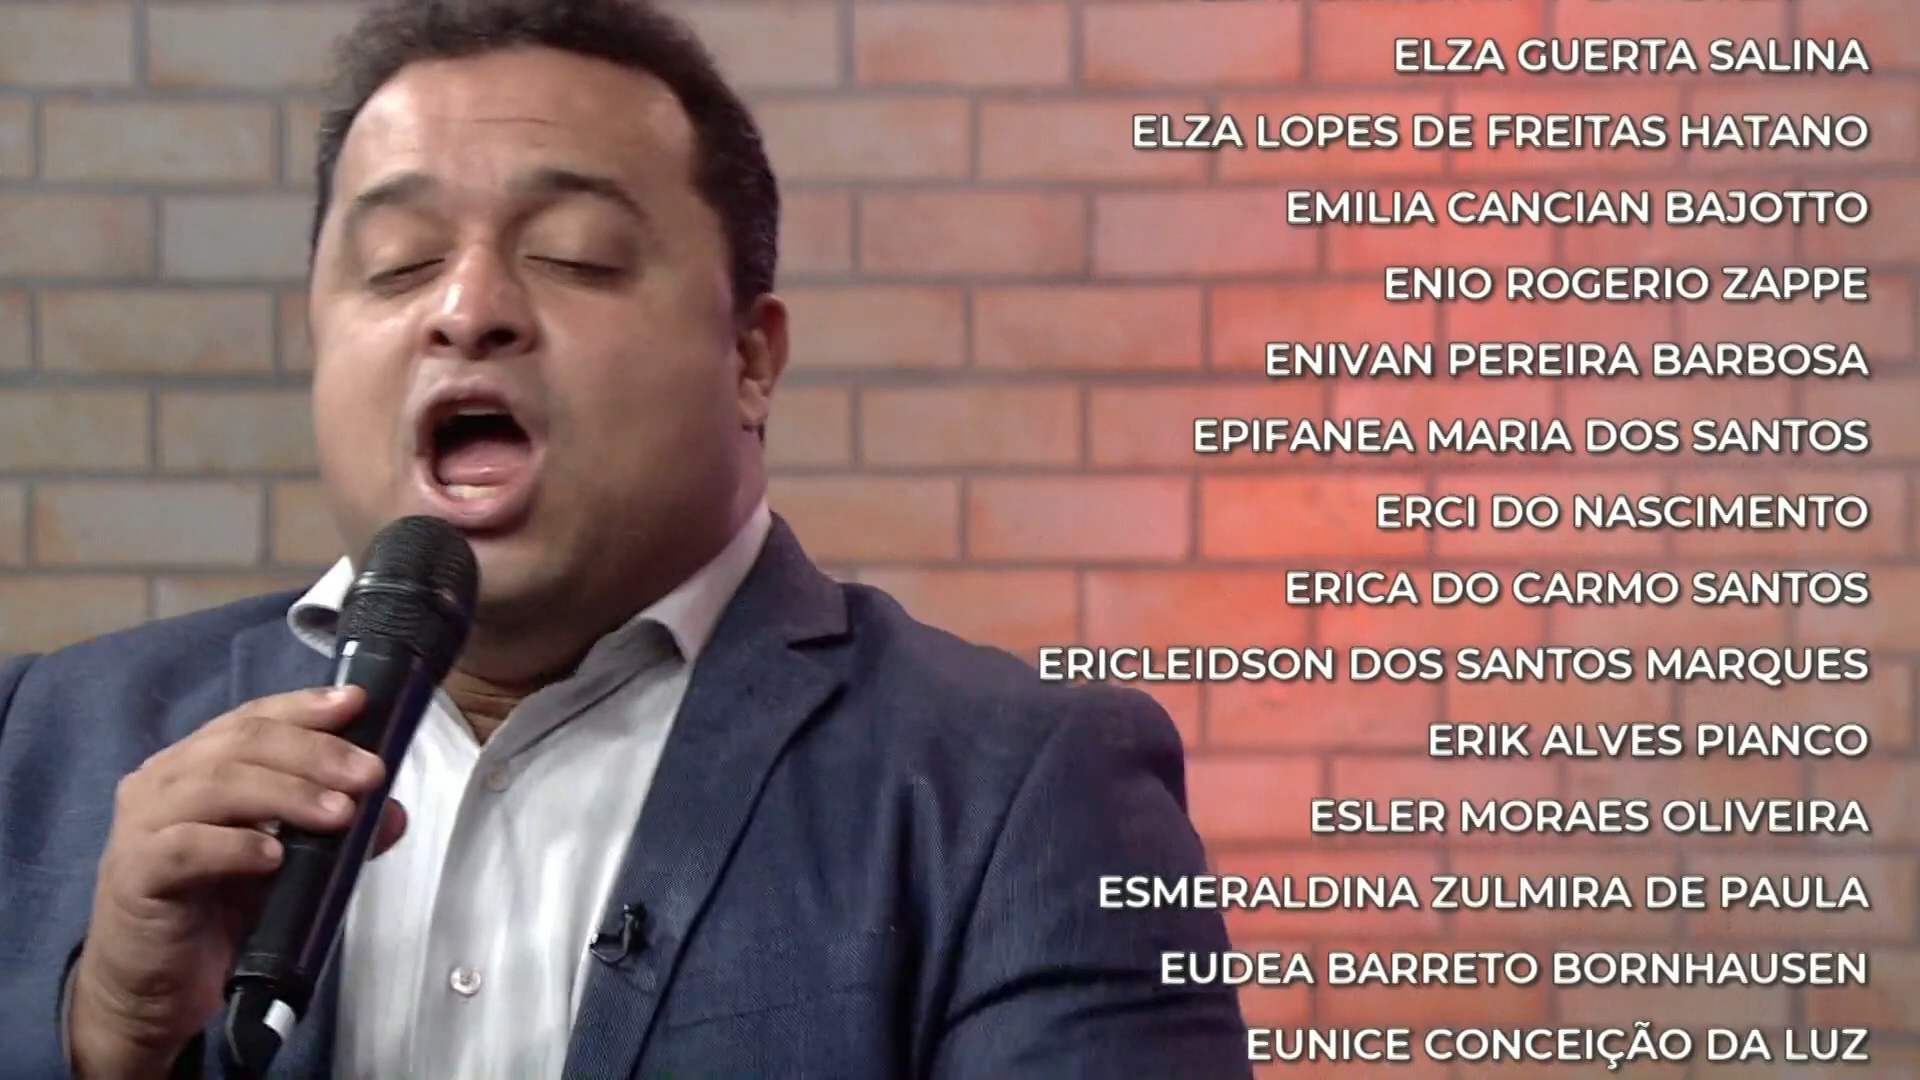 ELZA GUERTA SALINA
ELZA LOPES DE FREITAS HATANO
EMILIA CANCIAN BAJOTTO
ENIO ROGERIO ZAPPE
ENIVAN PEREIRA BARBOSA
EPIFANEA MARIA DOS SANTOS
ERCI DO NASCIMENTO
ERICA DO CARMO SANTOS
ERICLEIDSON DOS SANTOS MARQUES
ERIK ALVES PIANCO
ESLER MORAES OLIVEIRA
ESMERALDINA ZULMIRA DE PAULA
EUDEA BARRETO BORNHAUSEN
EUNICE CONCEIÇÃO DA LUZ